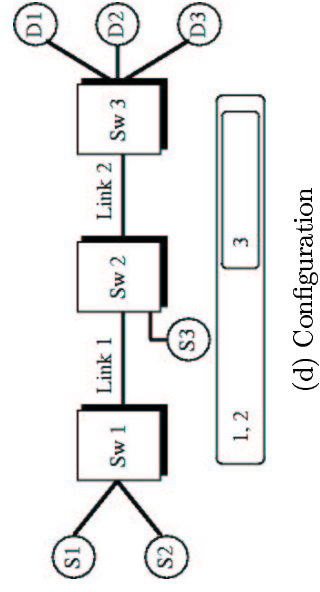 D1
D2
D3
Sw 3
Link 2
Sw 2
S3
Link 1
Sw 1
S1
S2
1, 2
3
(d) Configuration